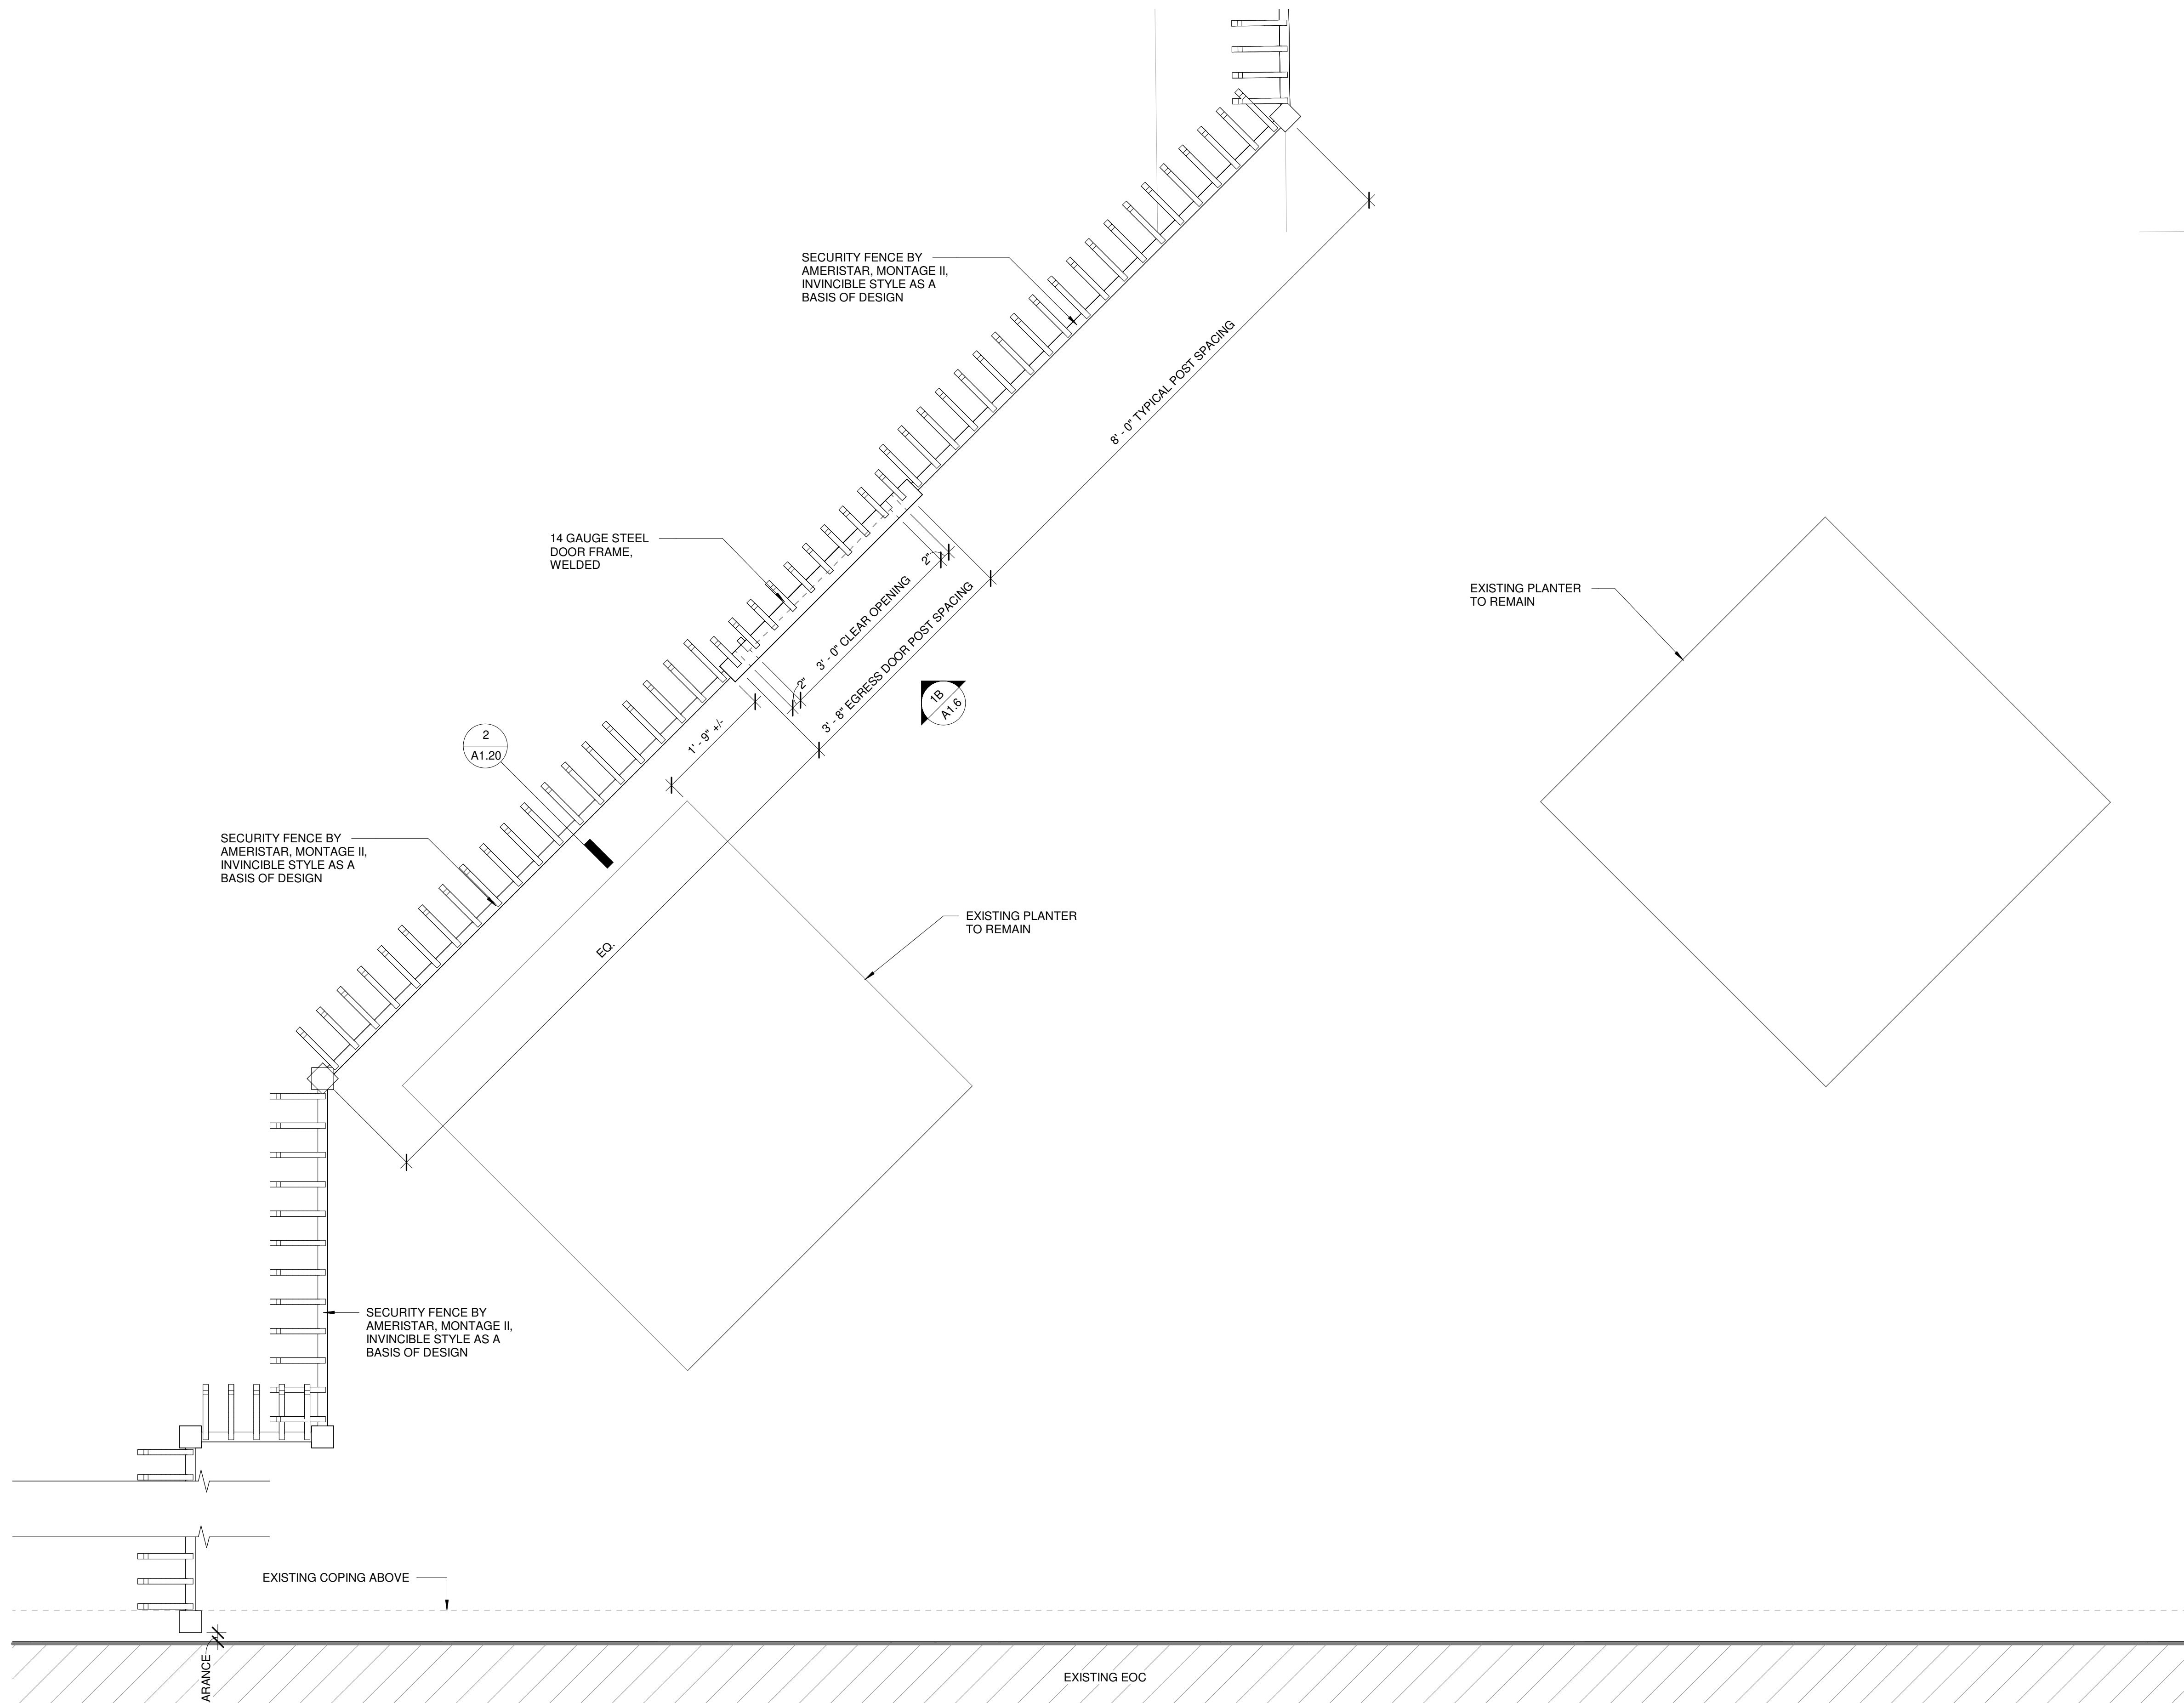 SECURITY FENCE BY
AMERISTAR, MONTAGE II,
INVINCIBLE STYLE AS A
BASIS OF DESIGN
8' - 0" TYPICAL POST SPACING
14 GAUGE STEEL
DOOR FRAME,
WELDED
2"
3' - 0" CLEAR OPENING
2"
3' - 8" EGRESS DOOR POST SPACING
EXISTING PLANTER
TO REMAIN
1B
A1.6
1' - 9" +/-
2
A1.20
SECURITY FENCE BY
AMERISTAR, MONTAGE II,
INVINCIBLE STYLE AS A
BASIS OF DESIGN
EXISTING PLANTER
TO REMAIN
EQ.
SECURITY FENCE BY
AMERISTAR, MONTAGE II,
INVINCIBLE STYLE AS A
BASIS OF DESIGN
EXISTING COPING ABOVE
ARANCE
EXISTING EOC